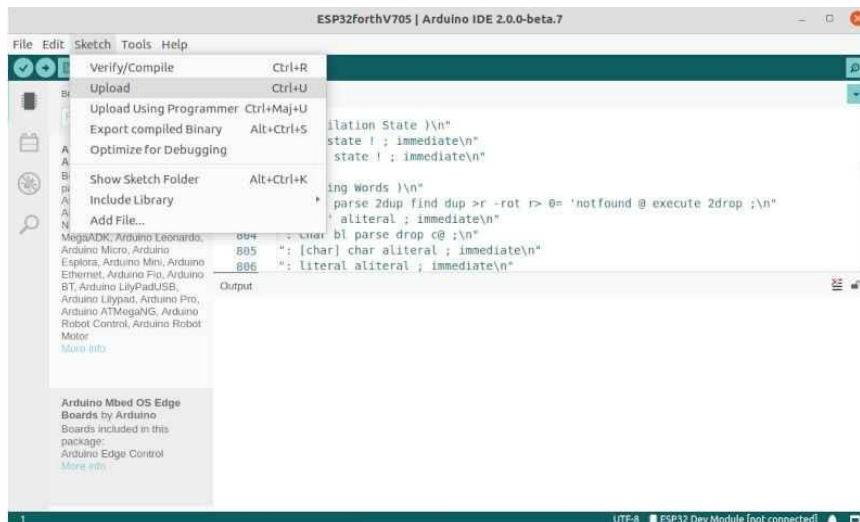 ESP32forthV705 | Arduino IDE 2.0.0-beta.7
File Edit Sketch Tools Help
Verify/Compile Ctrl+R
Upload Ctrl+U
Upload Using Programmer Ctrl+Maj+U
Export compiled Binary Alt+Ctrl+S
Optimize for Debugging
Show Sketch Folder Alt+Ctrl+K
Include Library
Add File...
ilation State )\n"
state ! ; immediate\n"
state ! ; immediate\n"
ing Words )\n"
parse 2dup find dup >r -rot r> 0= 'notfound @ execute 2drop ;\n"
' aliteral ; immediate\n"
804 ": char bl parse drop c@ ;\n"
805 ": [char] char aliteral ; immediate\n"
806 ": literal aliteral ; immediate\n"
MegaADK, Arduino Leonardo,
Arduino Micro, Arduino
Esplora, Arduino Mini, Arduino
Ethernet, Arduino Fio, Arduino
BT, Arduino LilyPadUSB,
Arduino Lilypad, Arduino Pro,
Arduino ATMegaNG, Arduino
Robot Control, Arduino Robot
Motor
More info
Arduino Mbed OS Edge
Boards by Arduino
Boards included in this
package:
Arduino Edge Control
More info
Output
1 UTF-8 ESP32 Dev Module [not connected]